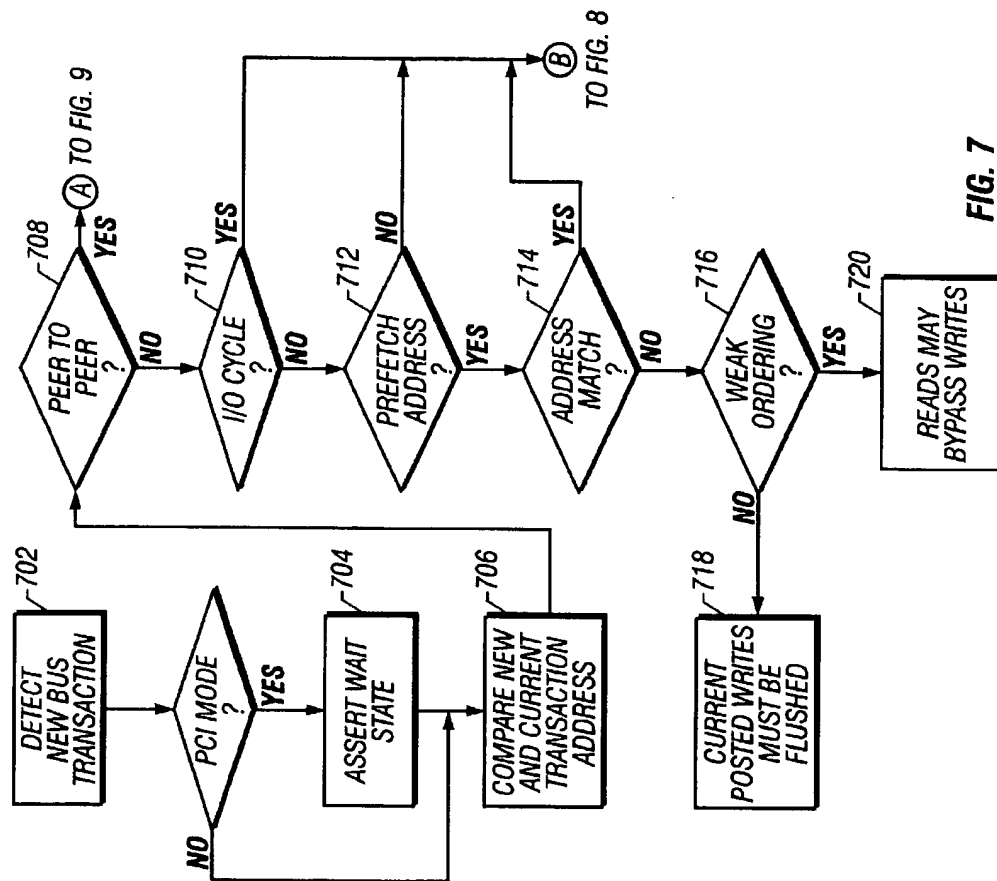 702
DETECT
NEW BUS
TRANSACTION
PCI MODE
?
NO
YES
704
ASSERT WAIT
STATE
706
COMPARE NEW
AND CURRENT
TRANSACTION
ADDRESS
708
PEER TO
PEER
?
YES
A TO FIG. 9
NO
710
I/O CYCLE
?
YES
NO
712
PREFETCH
ADDRESS
?
NO
YES
714
ADDRESS
MATCH
?
YES
NO
B
TO FIG. 8
716
WEAK
ORDERING
?
NO
YES
718
CURRENT
POSTED WRITES
MUST BE
FLUSHED
720
READS MAY
BYPASS WRITES
FIG. 7